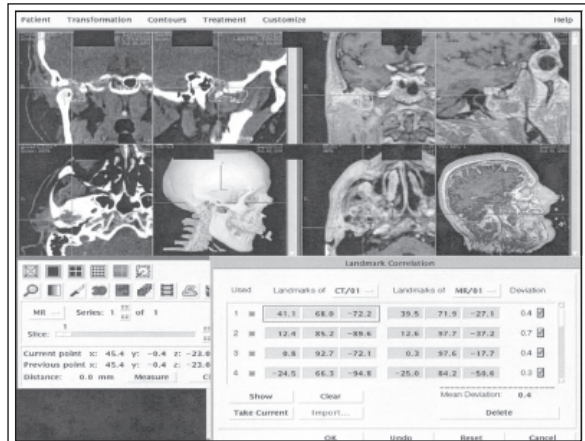 Patient Transformation Contours Treatment Customize Help
Landmark Correlation
Used Landmarks of CT/01 Landmarks of MR/01 Deviation
1 41.1 68.0 -72.2 39.5 71.9 -27.1 0.4
2 12.4 85.2 -89.6 12.6 97.7 -37.2 0.7
3 0.8 92.7 -72.1 0.3 97.6 -17.7 0.4
4 -24.5 66.3 -94.8 -25.0 84.2 -50.6 0.3
MR Series: 1 of 1
1
Slice:
Current point x: 45.4 y: -0.4 z: -23.0
Previous point x: 45.4 y: -0.4 z: -23.0
Distance: 0.0 mm Measure
Show Clear Mean Deviation: 0.4
Take Current Import... Delete
OK Undo Reset Cancel